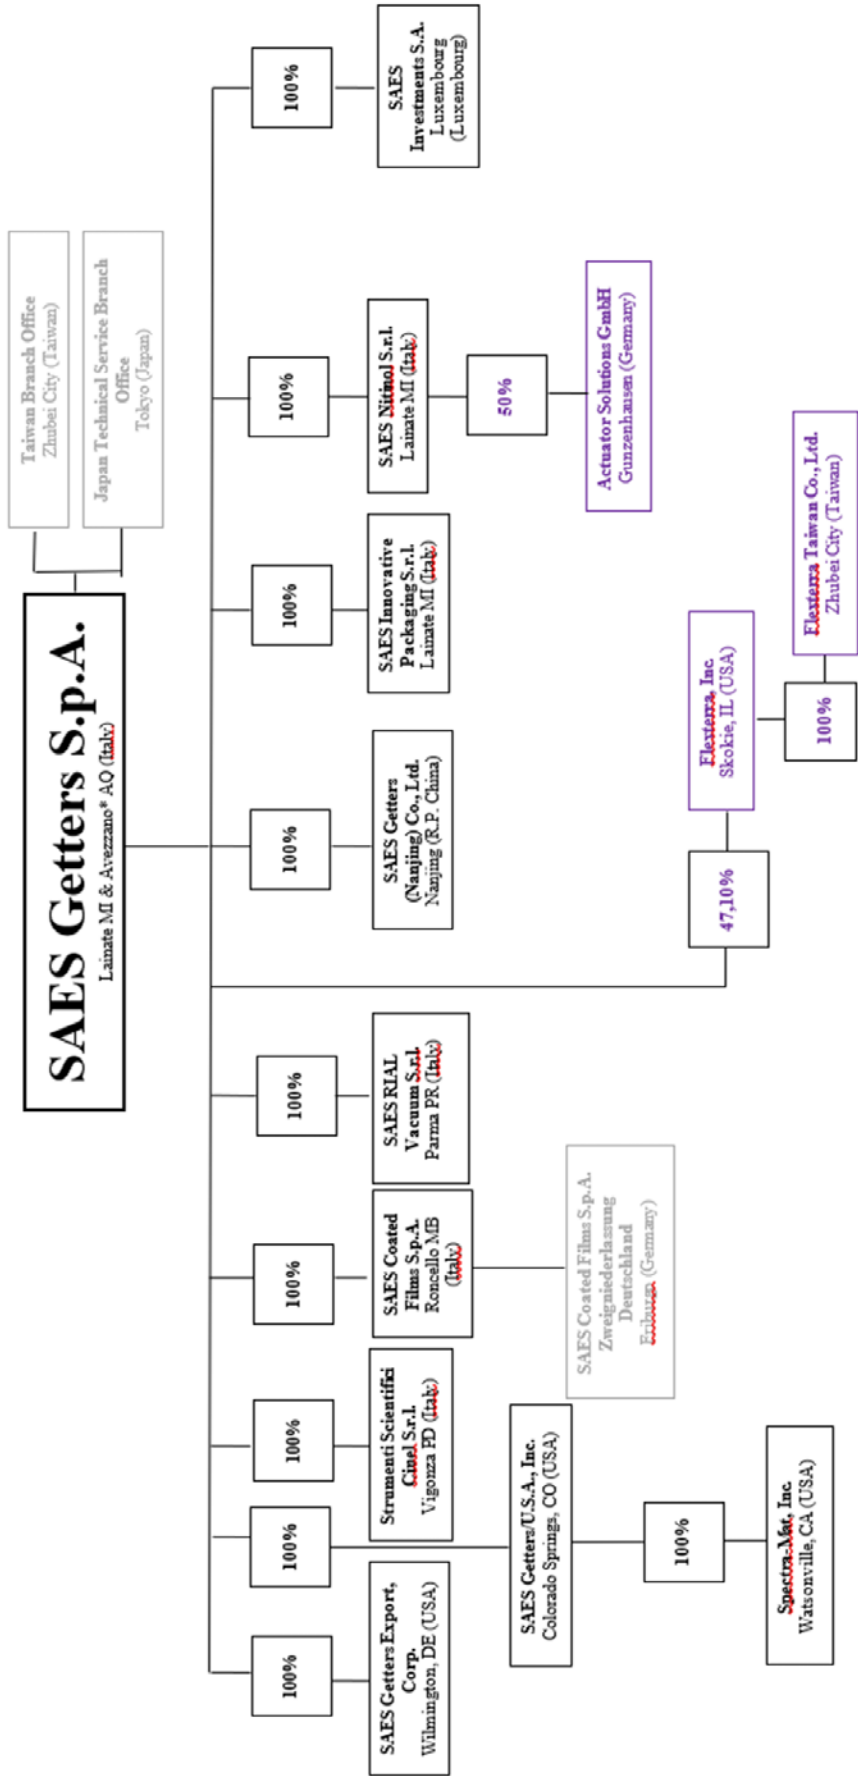 SAES Getters S.p.A.
Lainate MI & Avezzano* AQ (Italy)
Taiwan Branch Office
Zhubei City (Taiwan)
Japan Technical Service Branch
Office
Tokyo (Japan)
100%
100%
100%
100%
100%
100%
100%
100%
100%
SAES Getters Export,
Corp.
Wilmington, DE (USA)
Strumenti Scientifici
Cinel S.r.l.
Vigonza PD (Italy)
SAES Coated
Films S.p.A.
Roncello MB
(Italy)
SAES RIAL
Vacuum S.r.l.
Parma PR (Italy)
SAES Getters
(Nanjing) Co., Ltd.
Nanjing (R.P. China)
SAES Innovative
Packaging S.r.l.
Lainate MI (Italy)
SAES Nitinol S.r.l.
Lainate MI (Italy)
SAES
Investments S.A.
Luxembourg
(Luxembourg)
50%
SAES Getters/U.S.A., Inc.
Colorado Springs, CO (USA)
SAES Coated Films S.p.A.
Zweigniederlassung
Deutschland
Friburgo (Germany)
Actuator Solutions GmbH
Gunzenhausen (Germany)
100%
47,10%
Flexterra, Inc.
Skokie, IL (USA)
Spectra-Mat, Inc.
Watsonville, CA (USA)
100%
Flexterra Taiwan Co., Ltd.
Zhubei City (Taiwan)